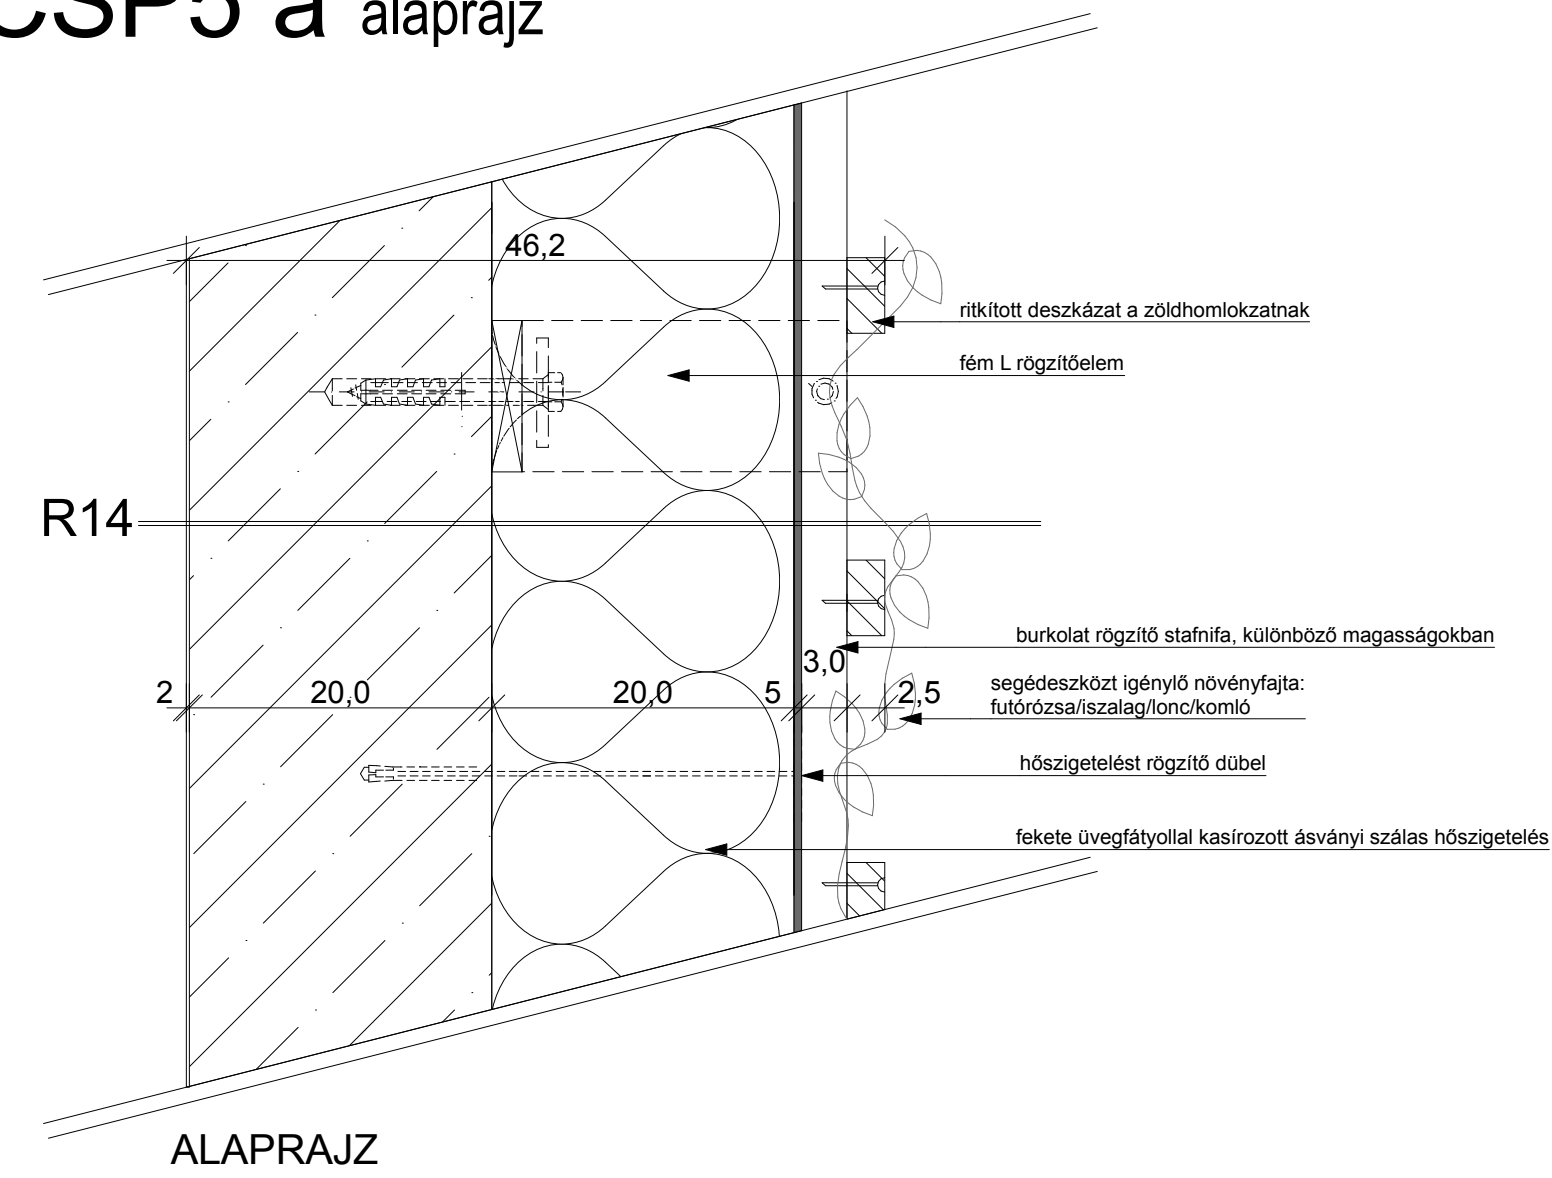 CSP5 a alaprajz
46,2
ritkított deszkázat a zöldhomlokzatnak
fém L rögzítőelem
R14
burkolat rögzítő stafnifa, különböző magasságokban
3,0
2 20,0 20,0 5 2,5
segédeszközt igénylő növényfajta:
futórózsa/iszalag/lonc/komló
hőszigetelést rögzítő dübel
fekete üvegfátyollal kasírozott ásványi szálas hőszigetelés
ALAPRAJZ